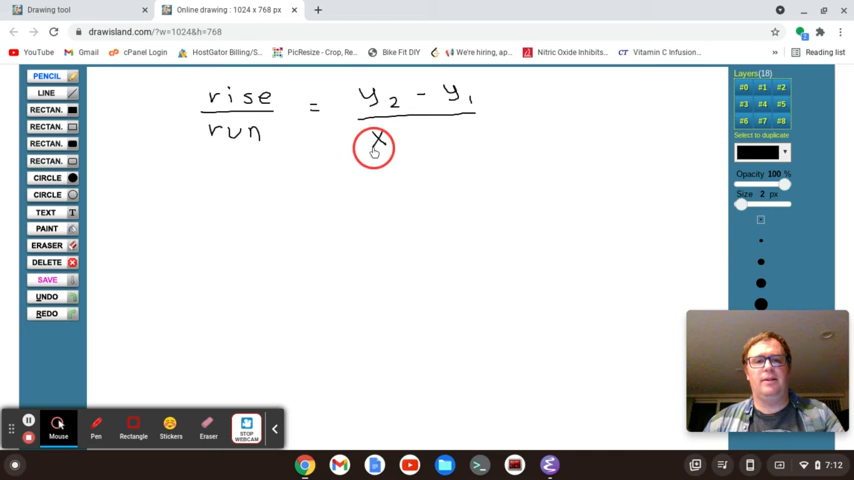 Drawing tool
Online drawing : 1024 x 768 px
drawisland.com/?w=1024&h=768
YouTube
Gmail
cPanel Login
HostGator Billing/S...
PicResize - Crop, Re...
Bike Fit DIY
We're hiring, ap...
Nitric Oxide Inhibits...
CT Vitamin C Infusion...
»
Reading list
PENCIL
LINE
RECTAN.
RECTAN.
RECTAN.
RECTAN.
CIRCLE
CIRCLE
TEXT T
PAINT
ERASER
DELETE
SAVE
UNDO
REDO
rise
run
=
y₂ - y₁
x
Layers(18)
#0 #1 #2
#3 #4 #5
#6 #7 #8
Select to duplicate
Opacity 100 %
Size 2 px
Mouse
Pen
Rectangle
Stickers
Eraser
STOP
WEBCAM
7:12